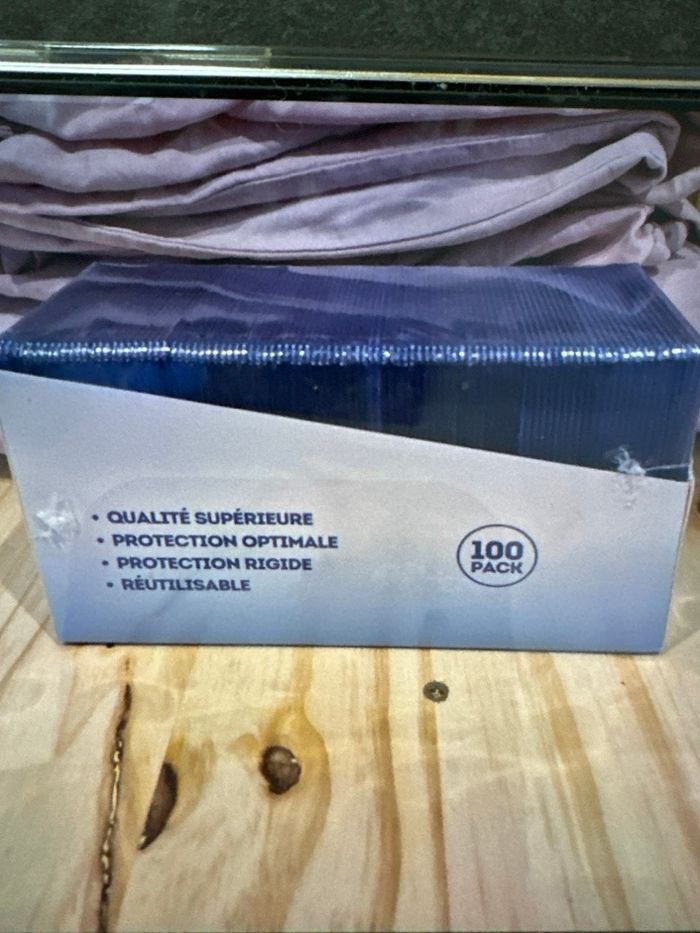 • QUALITÉ SUPÉRIEURE
• PROTECTION OPTIMALE
• PROTECTION RIGIDE
• RÉUTILISABLE
100
PACK